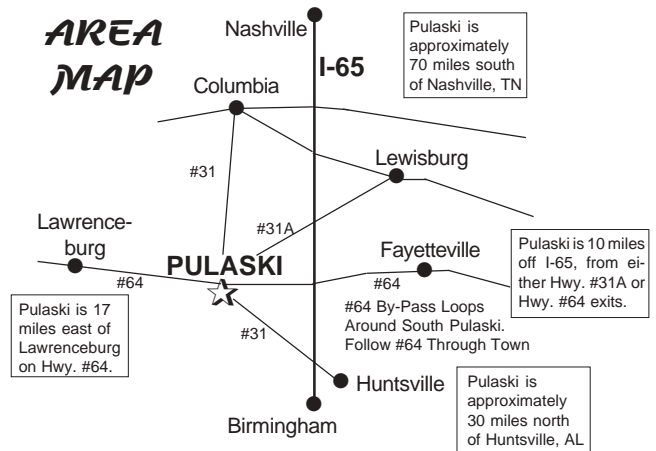 AREA
MAP
Nashville
I-65
Pulaski is
approximately
70 miles south
of Nashville, TN
Columbia
#31
Lewisburg
#31A
Lawrence-
burg
PULASKI
#64
Fayetteville
#64
Pulaski is 10 miles
off I-65, from ei-
ther Hwy. #31A or
Hwy. #64 exits.
Pulaski is 17
miles east of
Lawrenceburg
on Hwy. #64.
#64 By-Pass Loops
Around South Pulaski.
Follow #64 Through Town
#31
Huntsville
Birmingham
Pulaski is
approximately
30 miles north
of Huntsville, AL